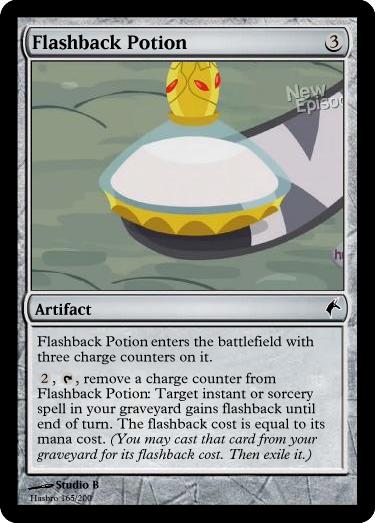 Flashback Potion 3
New
Episo
Artifact
Flashback Potion enters the battlefield with
three charge counters on it.
2 , , remove a charge counter from
Flashback Potion: Target instant or sorcery
spell in your graveyard gains flashback until
end of turn. The flashback cost is equal to its
mana cost. (You may cast that card from your
graveyard for its flashback cost. Then exile it.)
Studio B
Hasbro 165/200